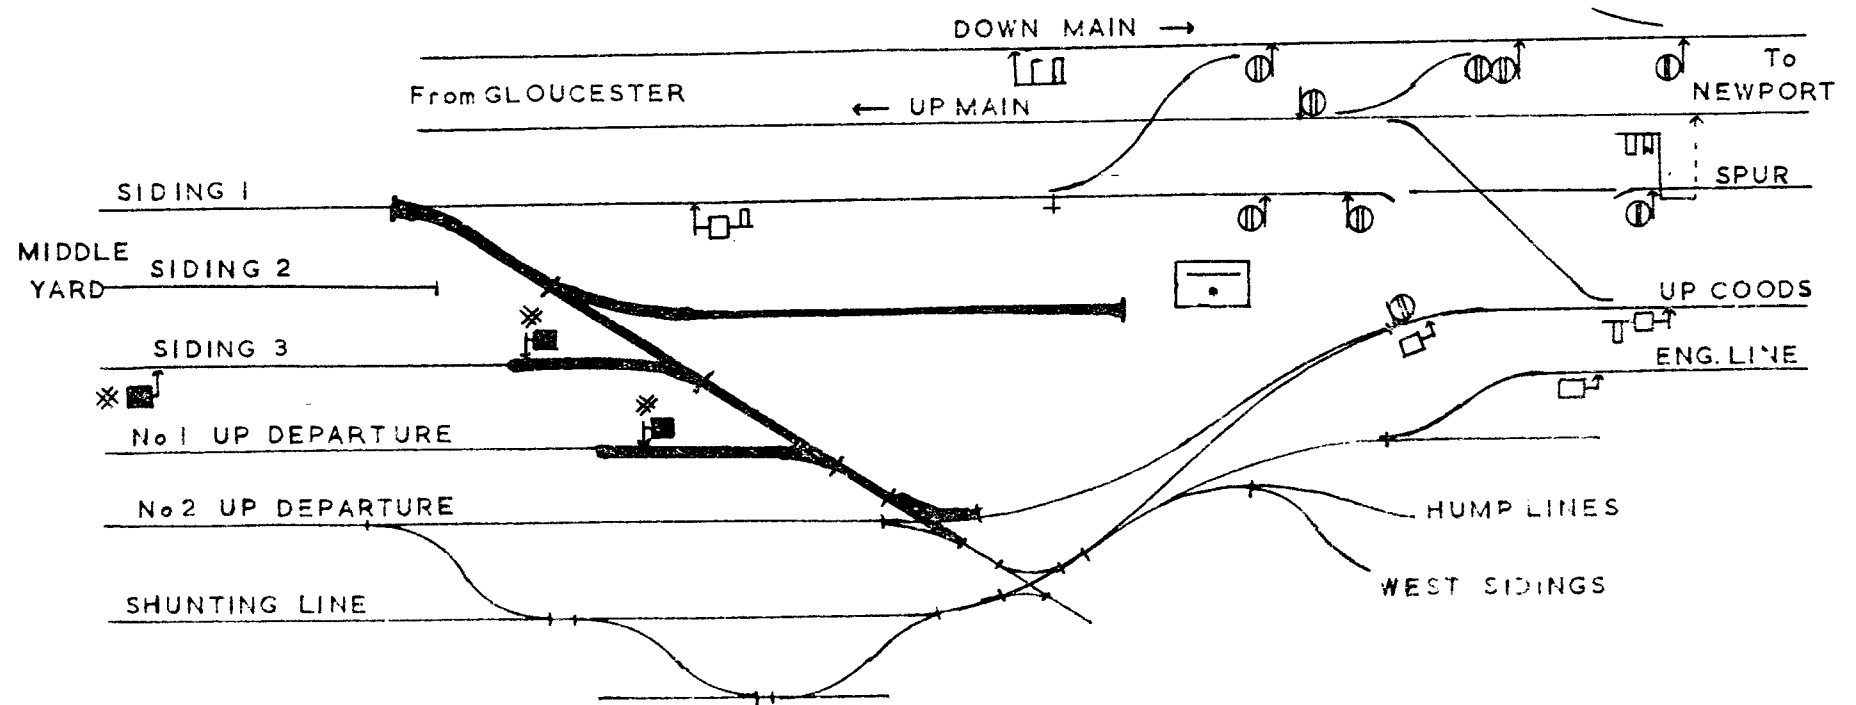 DOWN MAIN →
To
NEWPORT
From GLOUCESTER
← UP MAIN
SPUR
SIDING 1
MIDDLE
YARD
SIDING 2
UP GOODS
SIDING 3
ENG. LINE
No 1 UP DEPARTURE
No 2 UP DEPARTURE
HUMP LINES
WEST SIDINGS
SHUNTING LINE